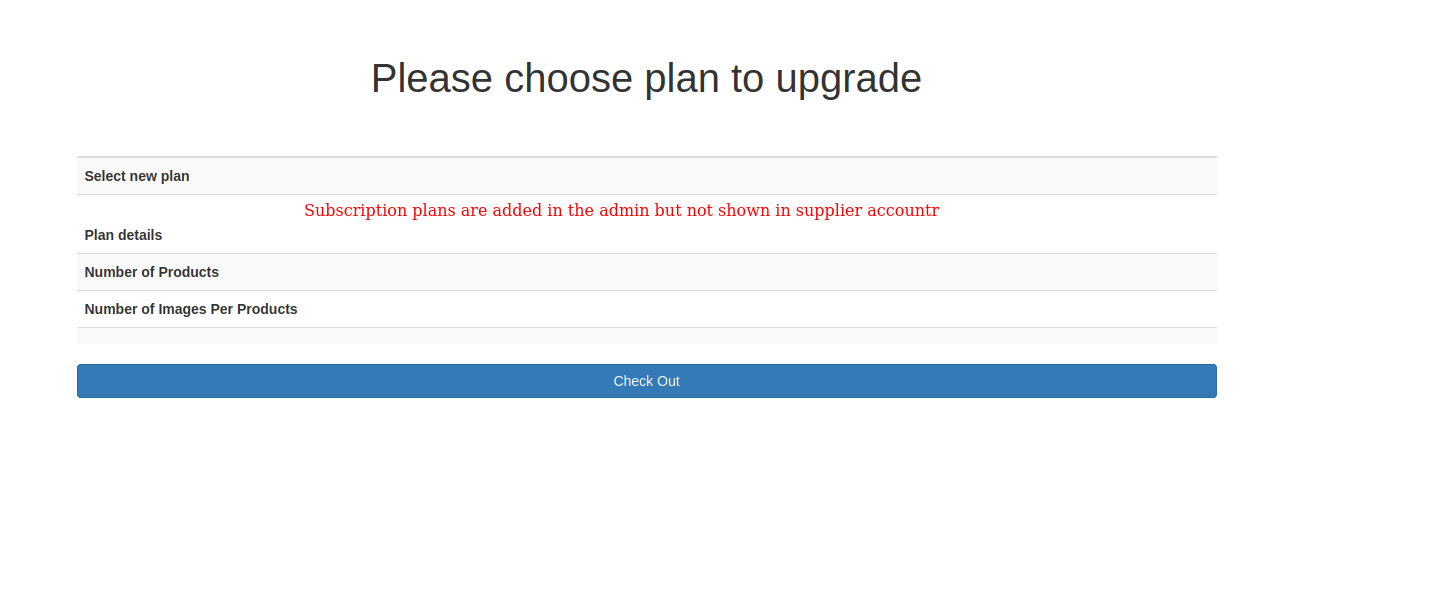 Please choose plan to upgrade
Select new plan
Subscription plans are added in the admin but not shown in supplier accountr
Plan details
Number of Products
Number of Images Per Products
Check Out